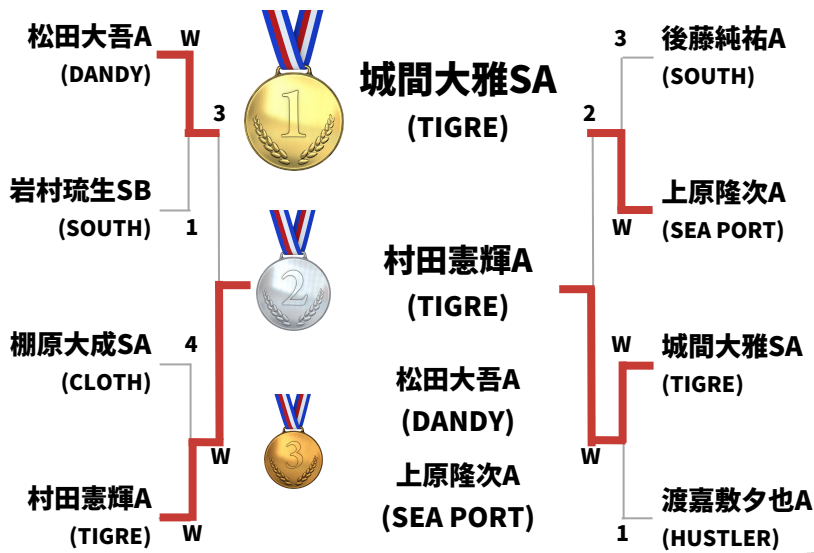 松田大吾A
(DANDY)
W
3
岩村琉生SB
(SOUTH)
1
棚原大成SA
(CLOTH)
4
W
村田憲輝A
(TIGRE)
W
1
城間大雅SA
(TIGRE)
2
村田憲輝A
(TIGRE)
3
松田大吾A
(DANDY)
上原隆次A
(SEA PORT)
3
後藤純祐A
(SOUTH)
2
上原隆次A
(SEA PORT)
W
W
城間大雅SA
(TIGRE)
W
渡嘉敷夕也A
(HUSTLER)
1